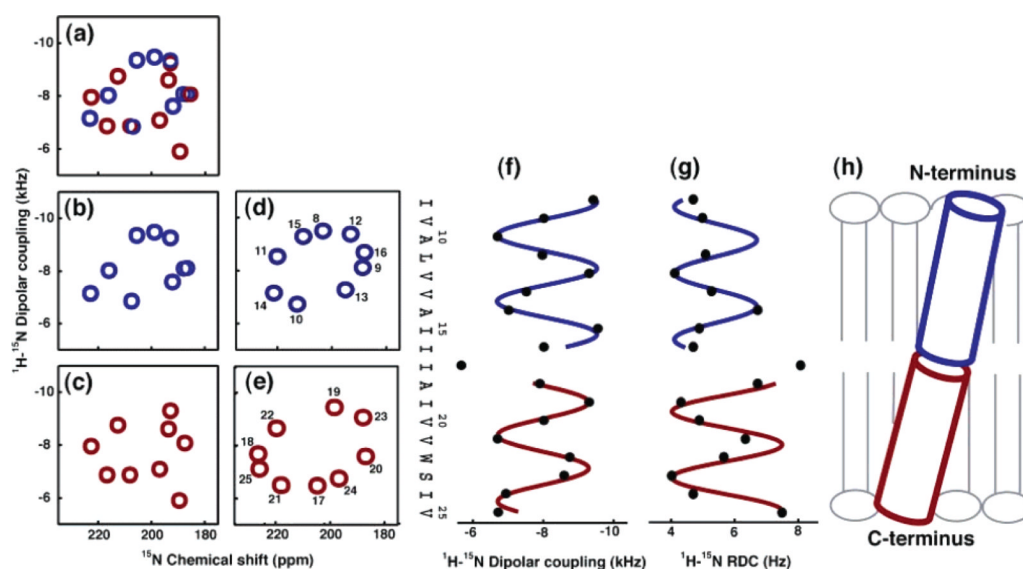 (a)
-10
-8
-6
(b)
-10
-8
-6
(c)
-10
-8
-6
220 200 180
¹H-¹⁵N Dipolar coupling (kHz)
¹⁵N Chemical shift (ppm)
(d)
15 8 12
11 16
9
14 13
10
(e)
19
22 23
18
25 20
21 17 24
220 200 180
I
V
A 10
L
V
V
A
I 15
I
I
A
I
V 20
V
W
S
I
V 25
(f)
-6 -8 -10
¹H-¹⁵N Dipolar coupling (kHz)
(g)
4 6 8
¹H-¹⁵N RDC (Hz)
(h)
N-terminus
C-terminus